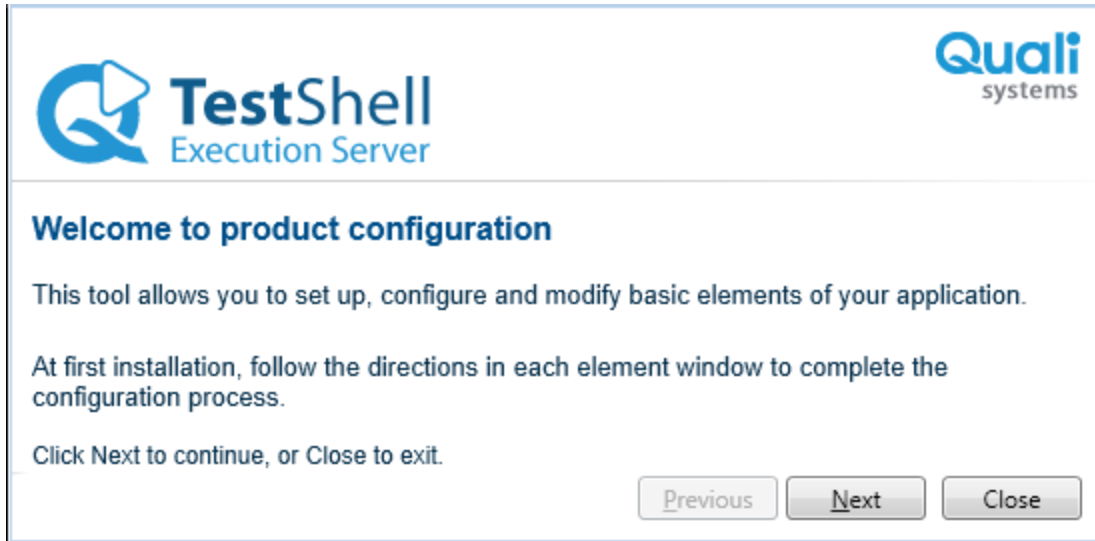 Quali
systems
TestShell
Execution Server
Welcome to product configuration
This tool allows you to set up, configure and modify basic elements of your application.
At first installation, follow the directions in each element window to complete the
configuration process.
Click Next to continue, or Close to exit.
Previous Next Close